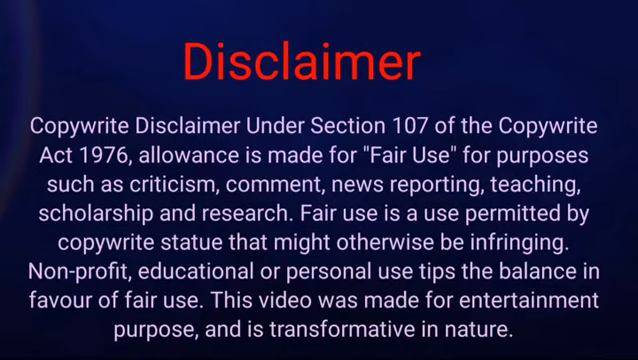 Disclaimer
Copywrite Disclaimer Under Section 107 of the Copywrite
Act 1976, allowance is made for "Fair Use" for purposes
such as criticism, comment, news reporting, teaching,
scholarship and research. Fair use is a use permitted by
copywrite statue that might otherwise be infringing.
Non-profit, educational or personal use tips the balance in
favour of fair use. This video was made for entertainment
purpose, and is transformative in nature.